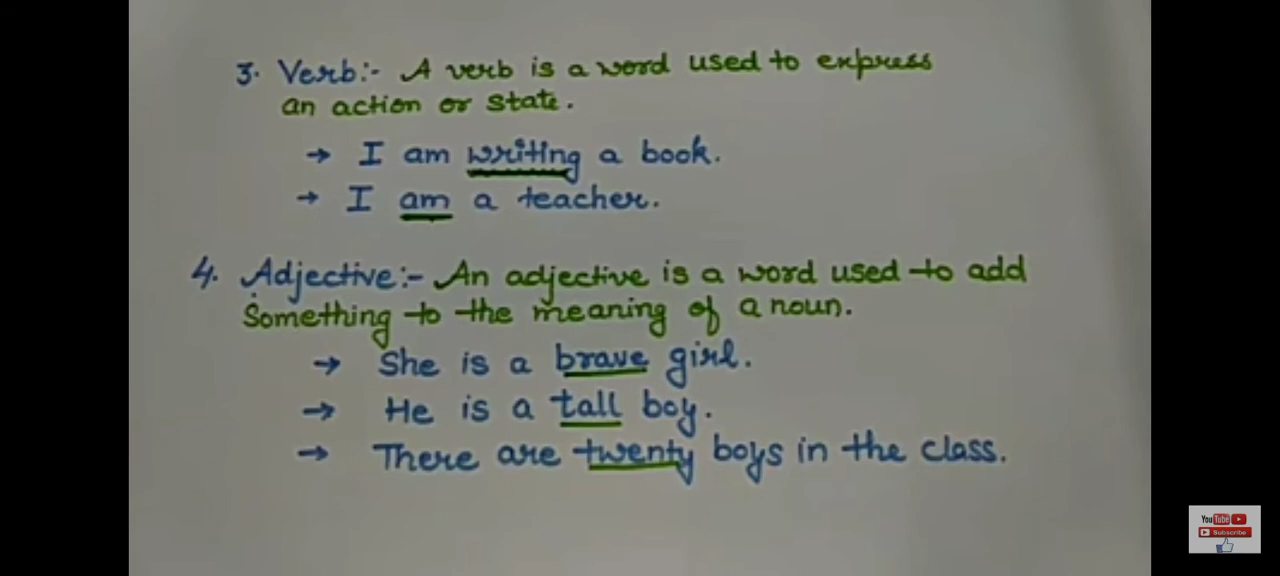 3. Verb:- A verb is a word used to express
an action or state.
→ I am writing a book.
→ I am a teacher.
4. Adjective:- An adjective is a word used to add
Something to the meaning of a noun.
→ She is a brave girl.
→ He is a tall boy.
→ There are twenty boys in the class.
YouTube
Subscribe